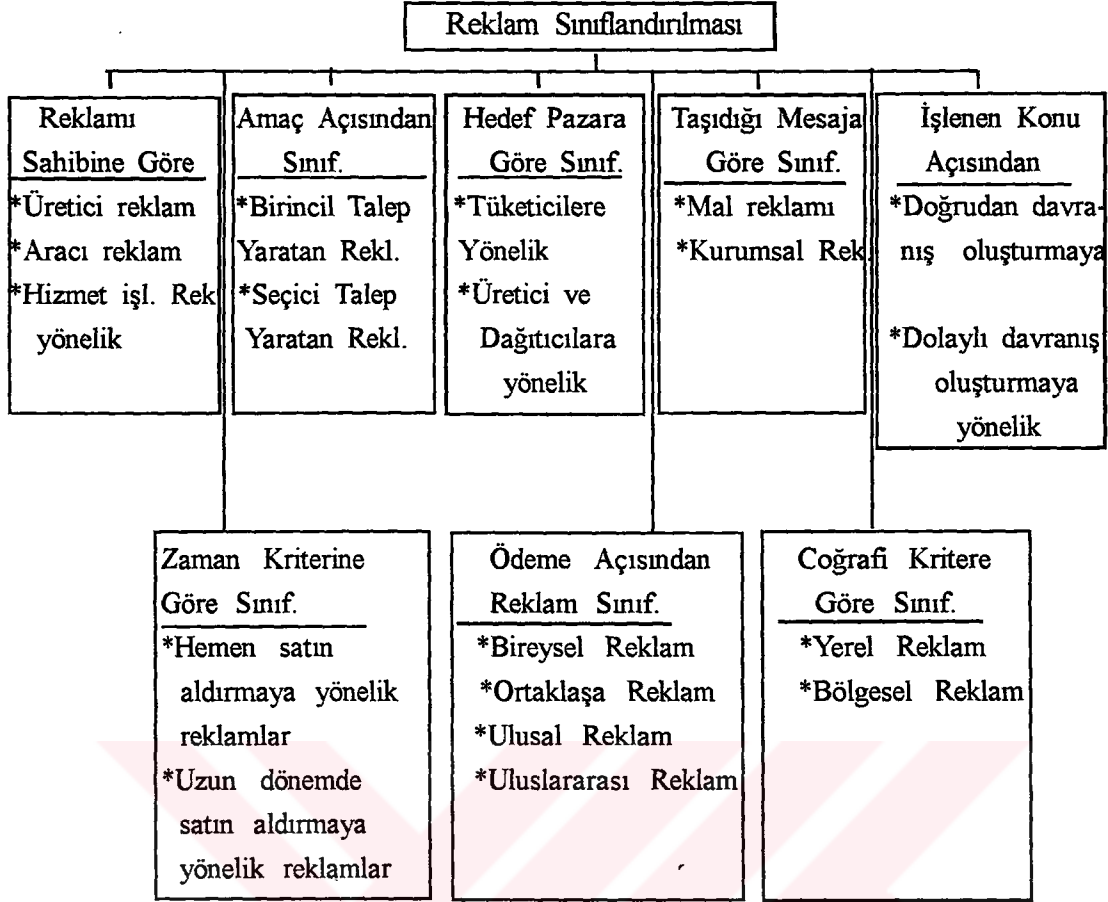 Reklam Sınıflandırılması
Reklamı
Sahibine Göre
*Üretici reklam
*Aracı reklam
*Hizmet işl. Rek
yönelik
Amaç Açısından
Sınıf.
*Birincil Talep
Yaratan Rekl.
*Seçici Talep
Yaratan Rekl.
Hedef Pazara
Göre Sınıf.
*Tüketicilere
Yönelik
*Üretici ve
Dağıtıcılara
yönelik
Taşıdığı Mesaja
Göre Sınıf.
*Mal reklamı
*Kurumsal Rek.
İşlenen Konu
Açısından
*Doğrudan davra-
nış oluşturmaya
*Dolaylı davranış
oluşturmaya
yönelik
Zaman Kriterine
Göre Sınıf.
*Hemen satın
aldırmaya yönelik
reklamlar
*Uzun dönemde
satın aldırmaya
yönelik reklamlar
Ödeme Açısından
Reklam Sınıf.
*Bireysel Reklam
*Ortaklaşa Reklam
*Ulusal Reklam
*Uluslararası Reklam
Coğrafi Kritere
Göre Sınıf.
*Yerel Reklam
*Bölgesel Reklam